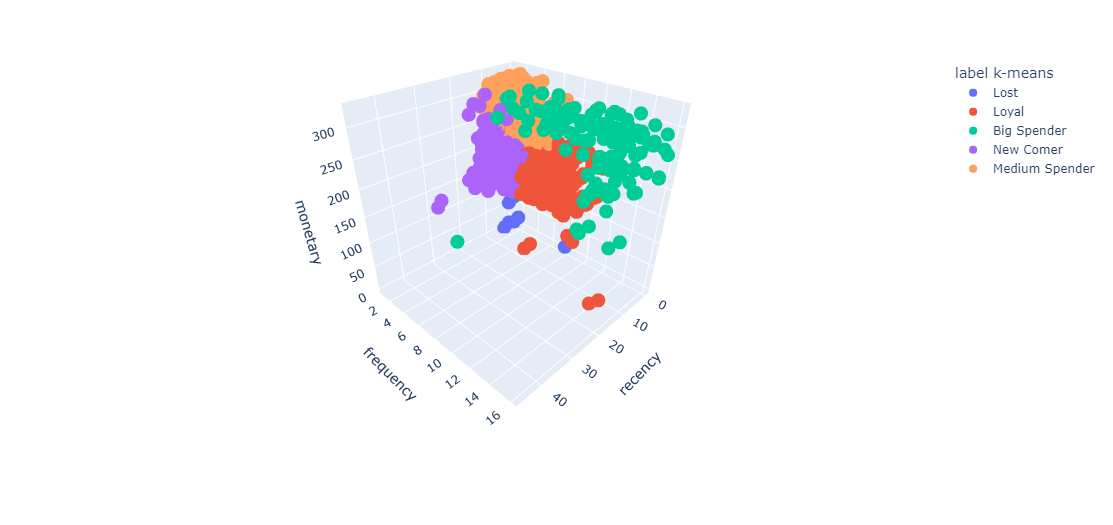 label k-means
Lost
Loyal
Big Spender
New Comer
Medium Spender
monetary
300
250
200
150
100
50
0
frequency
2
4
6
8
10
12
14
16
recency
0
10
20
30
40